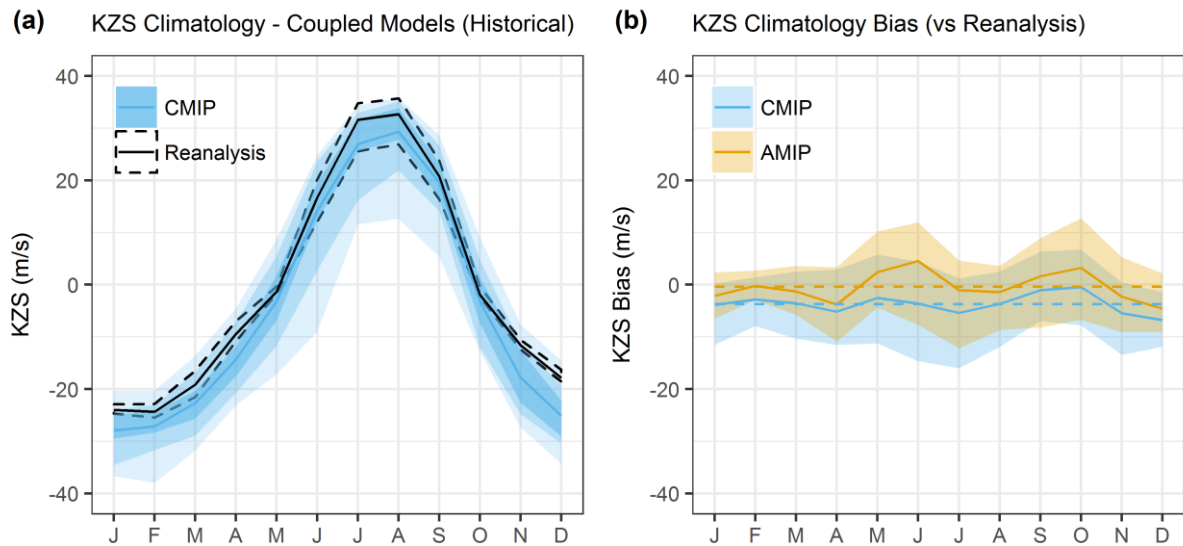 (a) KZS Climatology - Coupled Models (Historical)
KZS (m/s)
40
20
0
-20
-40
CMIP
Reanalysis
J F M A M J J A S O N D
(b) KZS Climatology Bias (vs Reanalysis)
KZS Bias (m/s)
40
20
0
-20
-40
CMIP
AMIP
J F M A M J J A S O N D